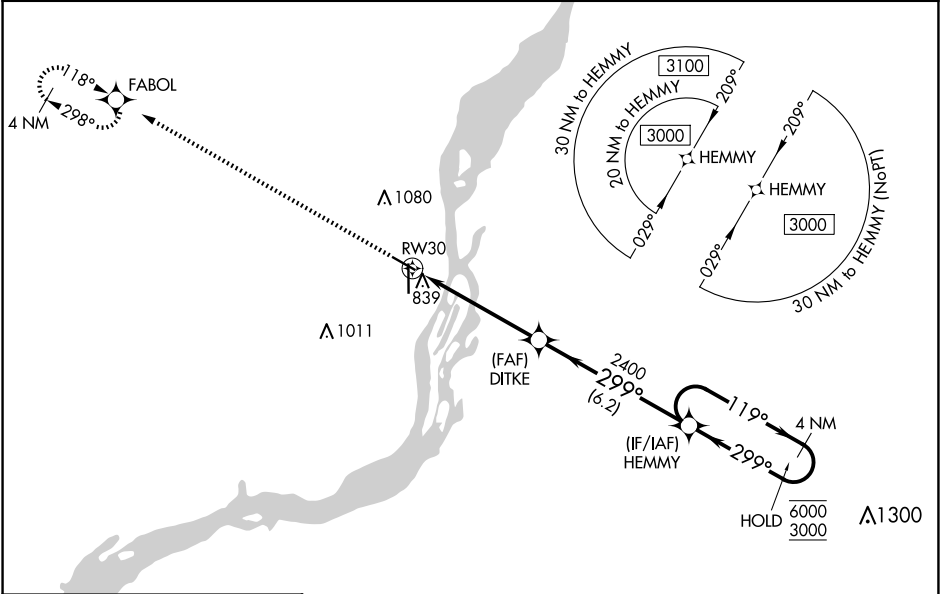 118°
298°
4 NM
FABOL
1080
RW30
839
1011
(FAF)
DITKE
2400
299°
(6.2)
(IF/IAF)
HEMMY
119°
299°
4 NM
HOLD
6000
3000
1300
30 NM to HEMMY
3100
20 NM to HEMMY
3000
209°
HEMMY
029°
209°
HEMMY
3000
029°
30 NM to HEMMY (NoPT)